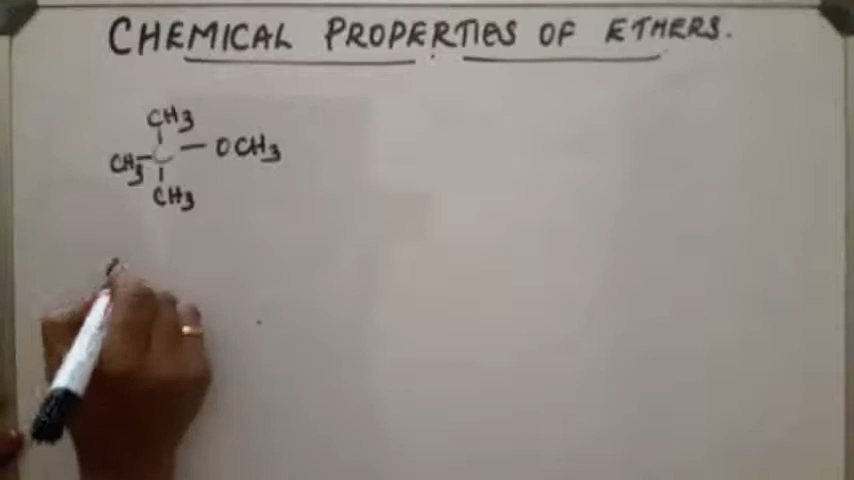 CHEMICAL PROPERTIES OF ETHERS.
CH3
CH3-C-OCH3
CH3